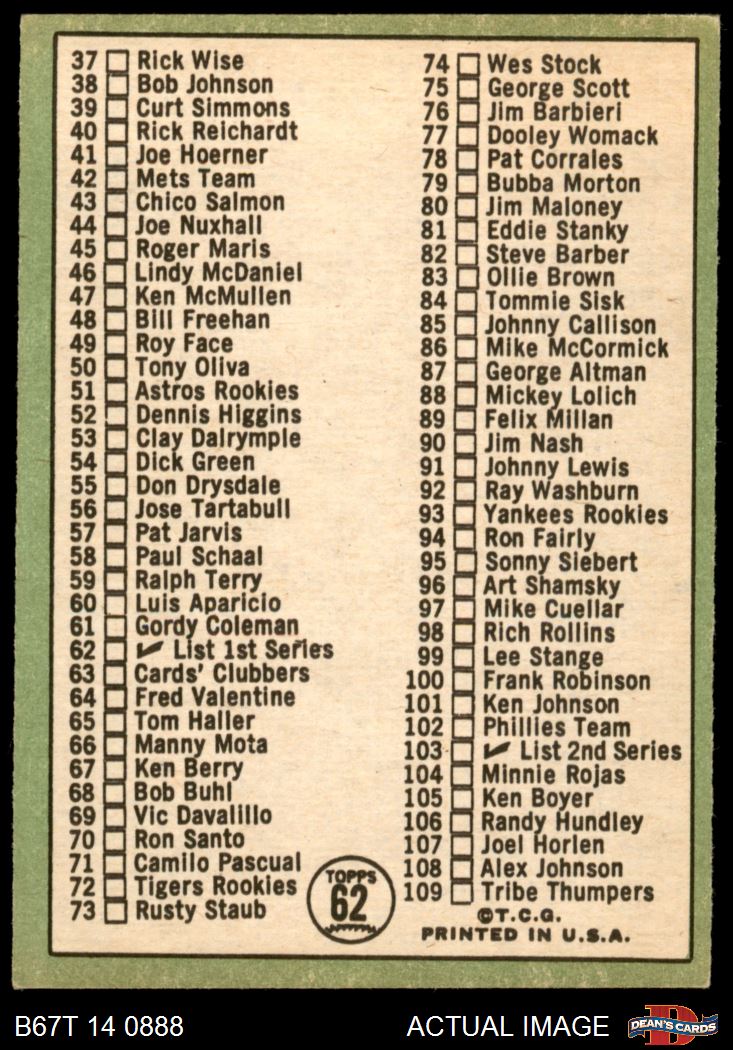 37 Rick Wise
38 Bob Johnson
39 Curt Simmons
40 Rick Reichardt
41 Joe Hoerner
42 Mets Team
43 Chico Salmon
44 Joe Nuxhall
45 Roger Maris
46 Lindy McDaniel
47 Ken McMullen
48 Bill Freehan
49 Roy Face
50 Tony Oliva
51 Astros Rookies
52 Dennis Higgins
53 Clay Dalrymple
54 Dick Green
55 Don Drysdale
56 Jose Tartabull
57 Pat Jarvis
58 Paul Schaal
59 Ralph Terry
60 Luis Aparicio
61 Gordy Coleman
62 ✔ List 1st Series
63 Cards' Clubbers
64 Fred Valentine
65 Tom Haller
66 Manny Mota
67 Ken Berry
68 Bob Buhl
69 Vic Davalillo
70 Ron Santo
71 Camilo Pascual
72 Tigers Rookies
73 Rusty Staub
TOPPS
62
74 Wes Stock
75 George Scott
76 Jim Barbieri
77 Dooley Womack
78 Pat Corrales
79 Bubba Morton
80 Jim Maloney
81 Eddie Stanky
82 Steve Barber
83 Ollie Brown
84 Tommie Sisk
85 Johnny Callison
86 Mike McCormick
87 George Altman
88 Mickey Lolich
89 Felix Millan
90 Jim Nash
91 Johnny Lewis
92 Ray Washburn
93 Yankees Rookies
94 Ron Fairly
95 Sonny Siebert
96 Art Shamsky
97 Mike Cuellar
98 Rich Rollins
99 Lee Stange
100 Frank Robinson
101 Ken Johnson
102 Phillies Team
103 ✔ List 2nd Series
104 Minnie Rojas
105 Ken Boyer
106 Randy Hundley
107 Joel Horlen
108 Alex Johnson
109 Tribe Thumpers
©T.C.G.
PRINTED IN U.S.A.
B67T 14 0888
ACTUAL IMAGE
D
DEAN'S CARDS